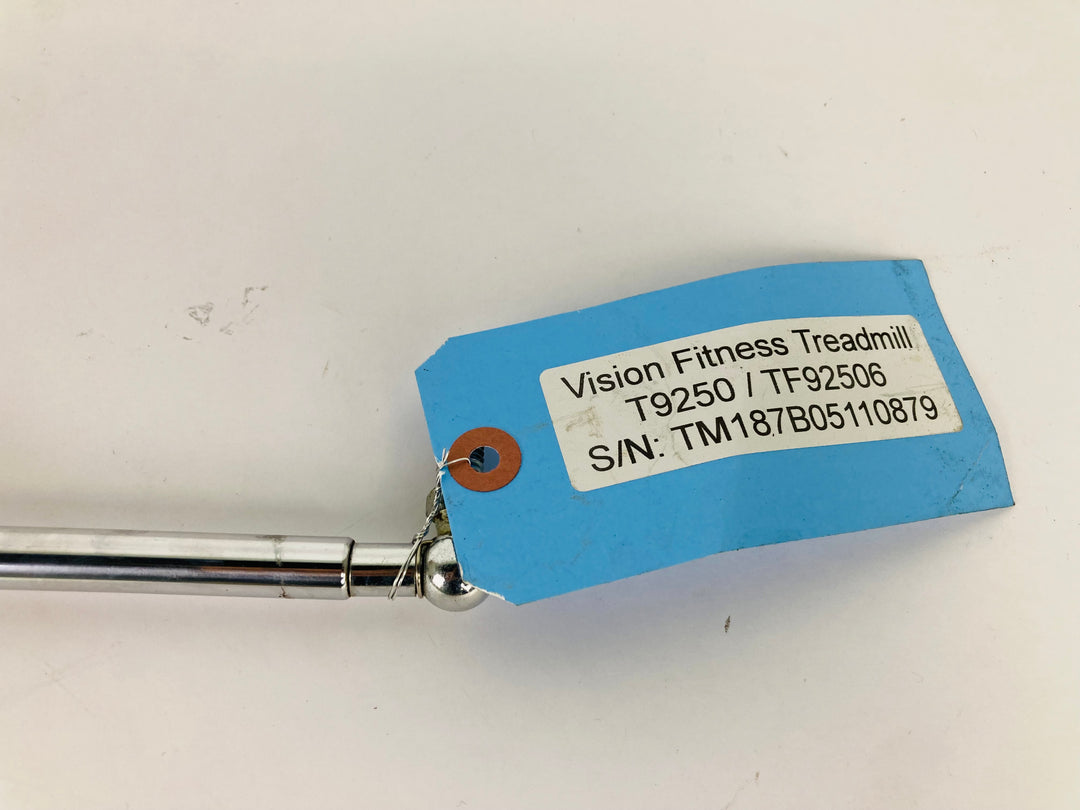 Vision Fitness Treadmill
T9250 / TF92506
S/N: TM187B05110879